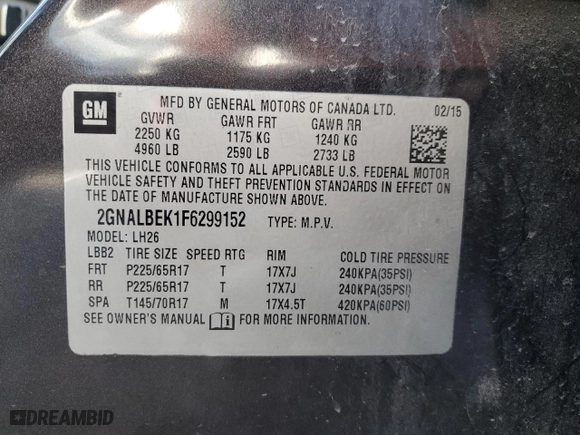 GM
MFD BY GENERAL MOTORS OF CANADA LTD. 02/15
GVWR GAWR FRT GAWR RR
2250 KG 1175 KG 1240 KG
4960 LB 2590 LB 2733 LB
THIS VEHICLE CONFORMS TO ALL APPLICABLE U.S. FEDERAL MOTOR
VEHICLE SAFETY AND THEFT PREVENTION STANDARDS IN EFFECT ON
THE DATE OF MANUFACTURE SHOWN ABOVE.
2GNALBEK1F6299152 TYPE: M.P.V.
MODEL: LH26
LBB2 TIRE SIZE SPEED RTG RIM COLD TIRE PRESSURE
FRT P225/65R17 T 17X7J 240KPA(35PSI)
RR P225/65R17 T 17X7J 240KPA(35PSI)
SPA T145/70R17 M 17X4.5T 420KPA(60PSI)
SEE OWNER'S MANUAL FOR MORE INFORMATION.
DREAMBID